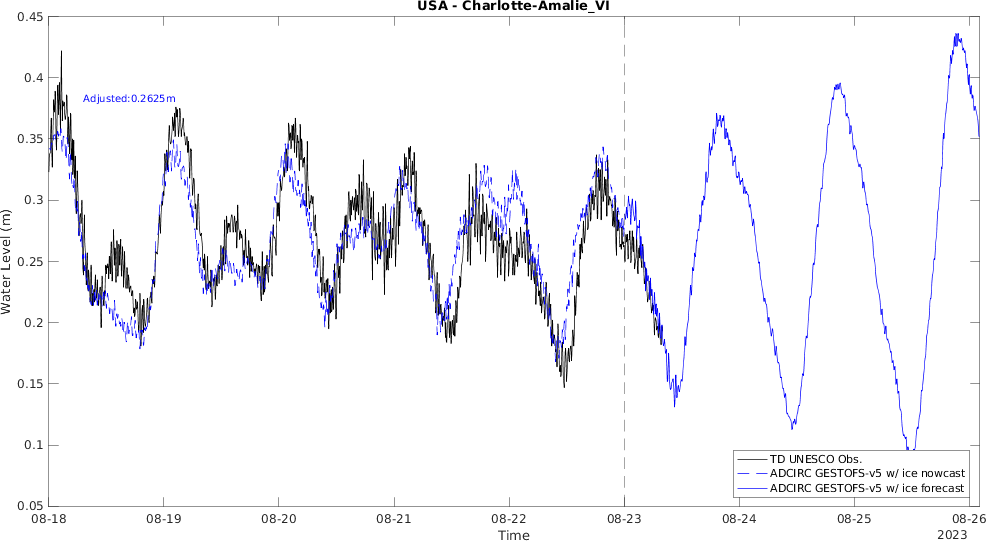 USA - Charlotte-Amalie_VI
0.45
0.4
0.35
0.3
0.25
0.2
0.15
0.1
0.05
Water Level (m)
Adjusted:0.2625m
TD UNESCO Obs.
ADCIRC GESTOFS-v5 w/ ice nowcast
ADCIRC GESTOFS-v5 w/ ice forecast
08-18 08-19 08-20 08-21 08-22 08-23 08-24 08-25 08-26
Time
2023